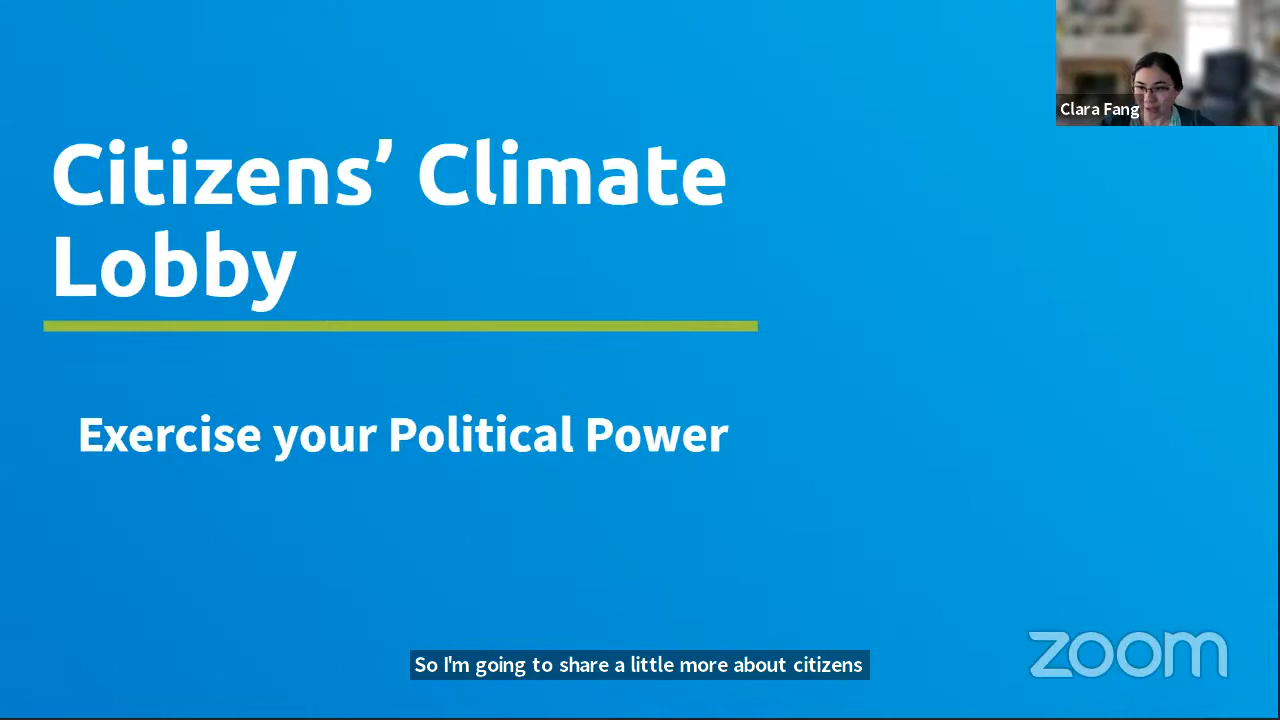 Clara Fang
Citizens’ Climate
Lobby
Exercise your Political Power
So I'm going to share a little more about citizens
zoom